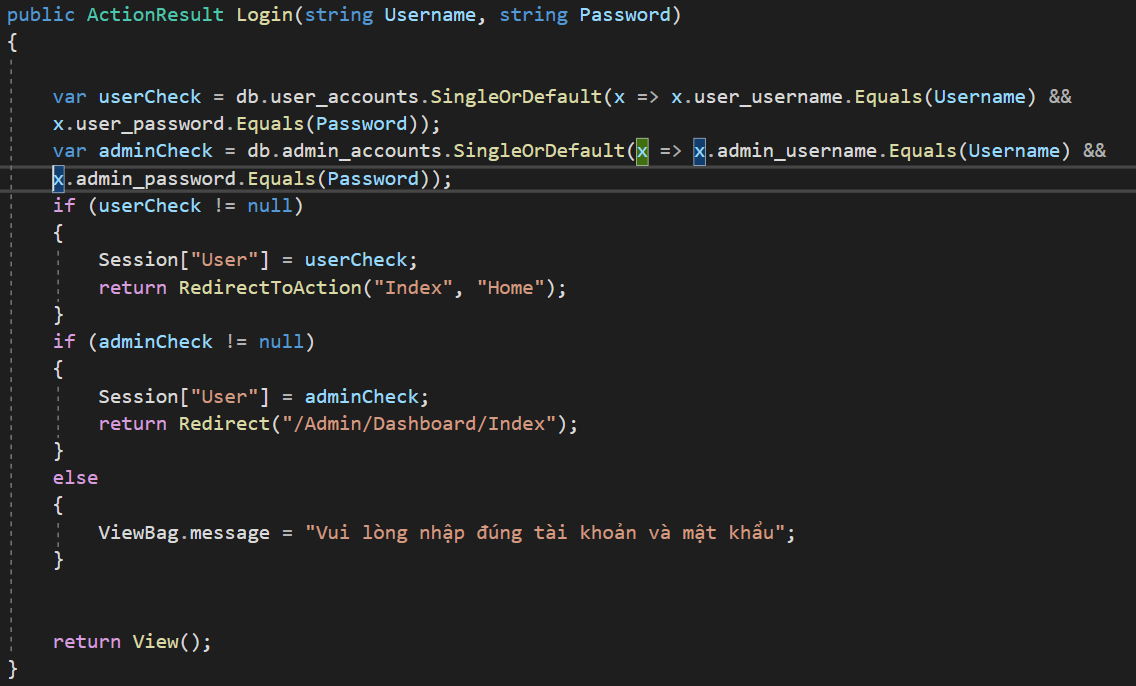 public ActionResult Login(string Username, string Password)
{
var userCheck = db.user_accounts.SingleOrDefault(x => x.user_username.Equals(Username) &&
x.user_password.Equals(Password));
var adminCheck = db.admin_accounts.SingleOrDefault(x => x.admin_username.Equals(Username) &&
x.admin_password.Equals(Password));
if (userCheck != null)
{
Session["User"] = userCheck;
return RedirectToAction("Index", "Home");
}
if (adminCheck != null)
{
Session["User"] = adminCheck;
return Redirect("/Admin/Dashboard/Index");
}
else
{
ViewBag.message = "Vui lòng nhập đúng tài khoản và mật khẩu";
}
return View();
}